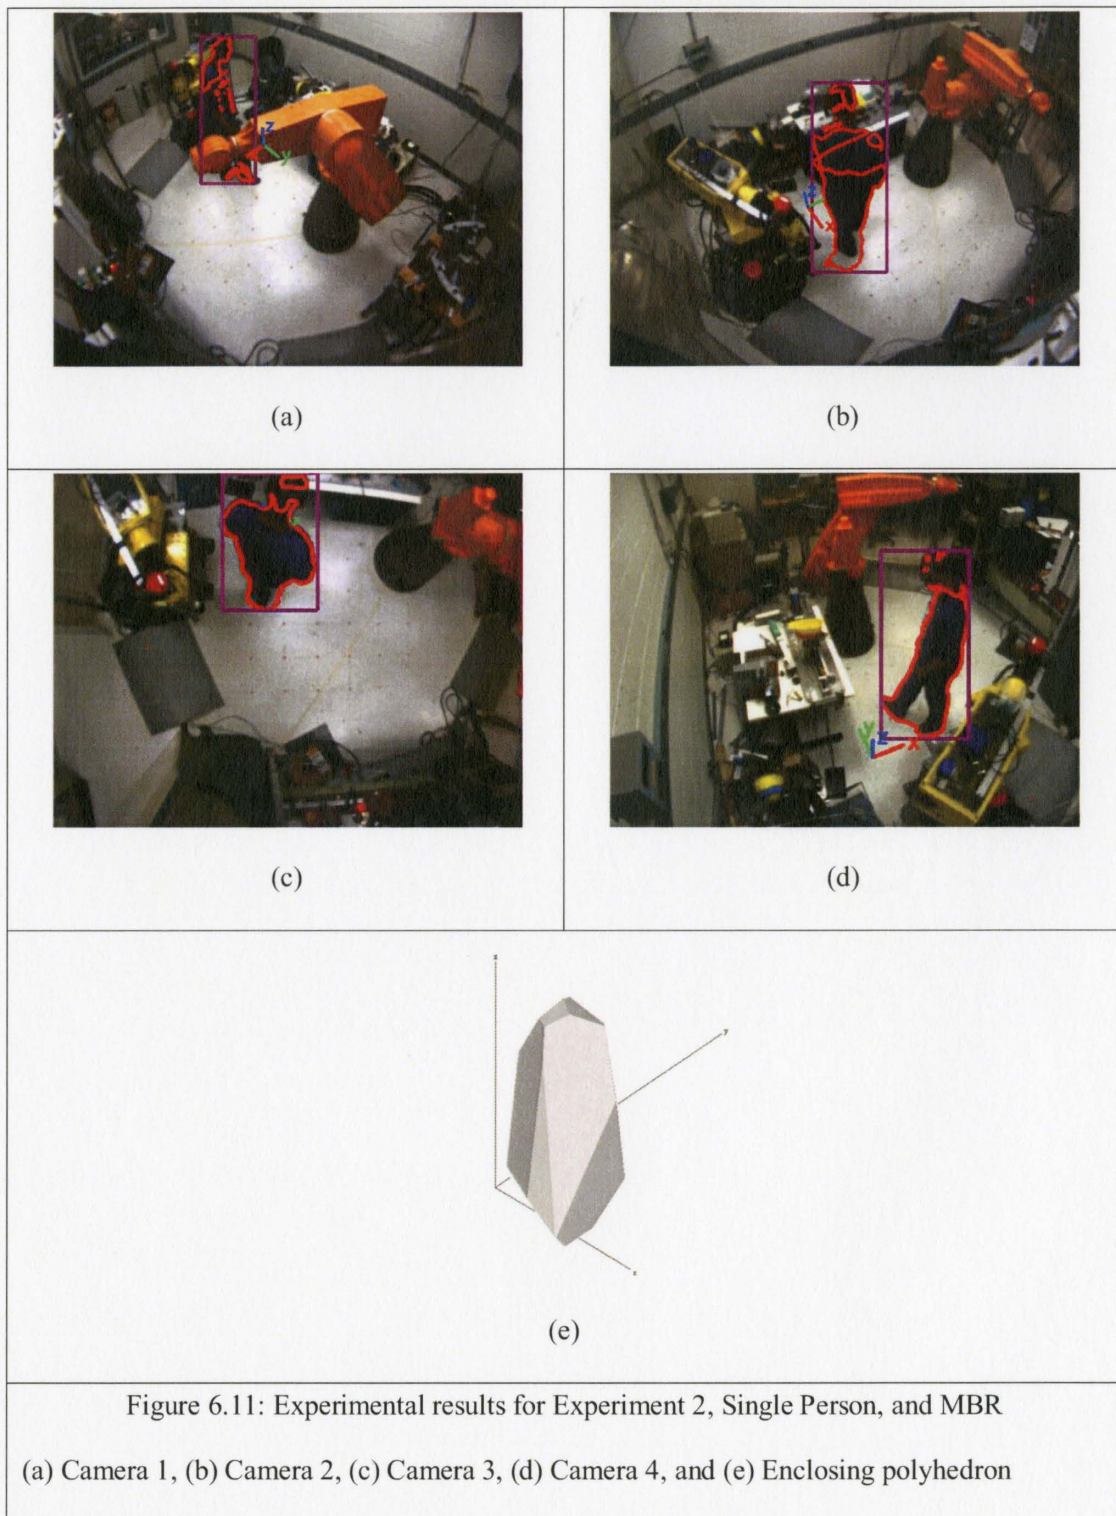 z
y
(a)
z
x
(b)
(c)
y
z
x
(d)
z
y
x
(e)
Figure 6.11: Experimental results for Experiment 2, Single Person, and MBR
(a) Camera 1, (b) Camera 2, (c) Camera 3, (d) Camera 4, and (e) Enclosing polyhedron